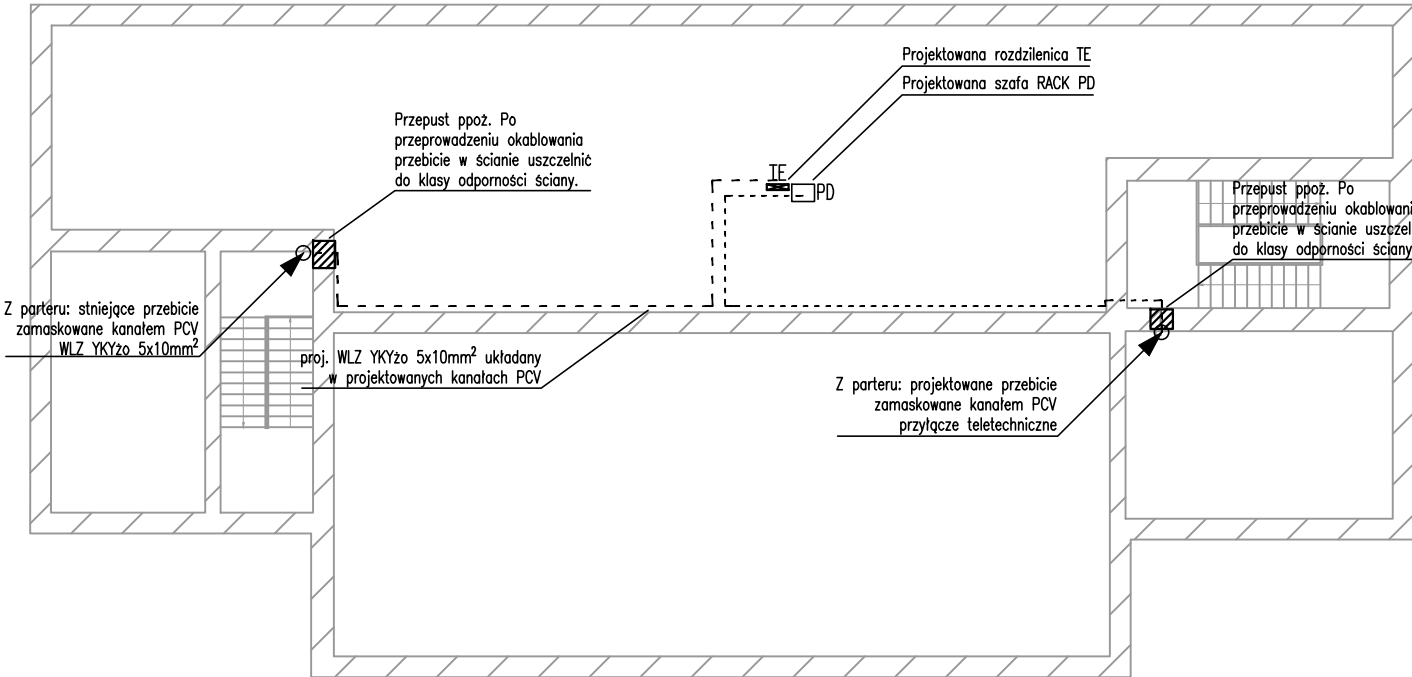 Projektowana rozdzilenica TE
Projektowana szafa RACK PD
Przepust ppoż. Po
przeprowadzeniu okablowania
przebicie w ścianie uszczelnić
do klasy odporności ściany.
TE
PD
Przepust ppoż. Po
przeprowadzeniu okablowani
przebicie w ścianie uszczel
do klasy odporności ściany
Z parteru: stniejące przebicie
zamaskowane kanałem PCV
WLZ YKYżo 5x10mm²
proj. WLZ YKYżo 5x10mm² układany
w projektowanych kanałach PCV
Z parteru: projektowane przebicie
zamaskowane kanałem PCV
przyłącze teletechniczne